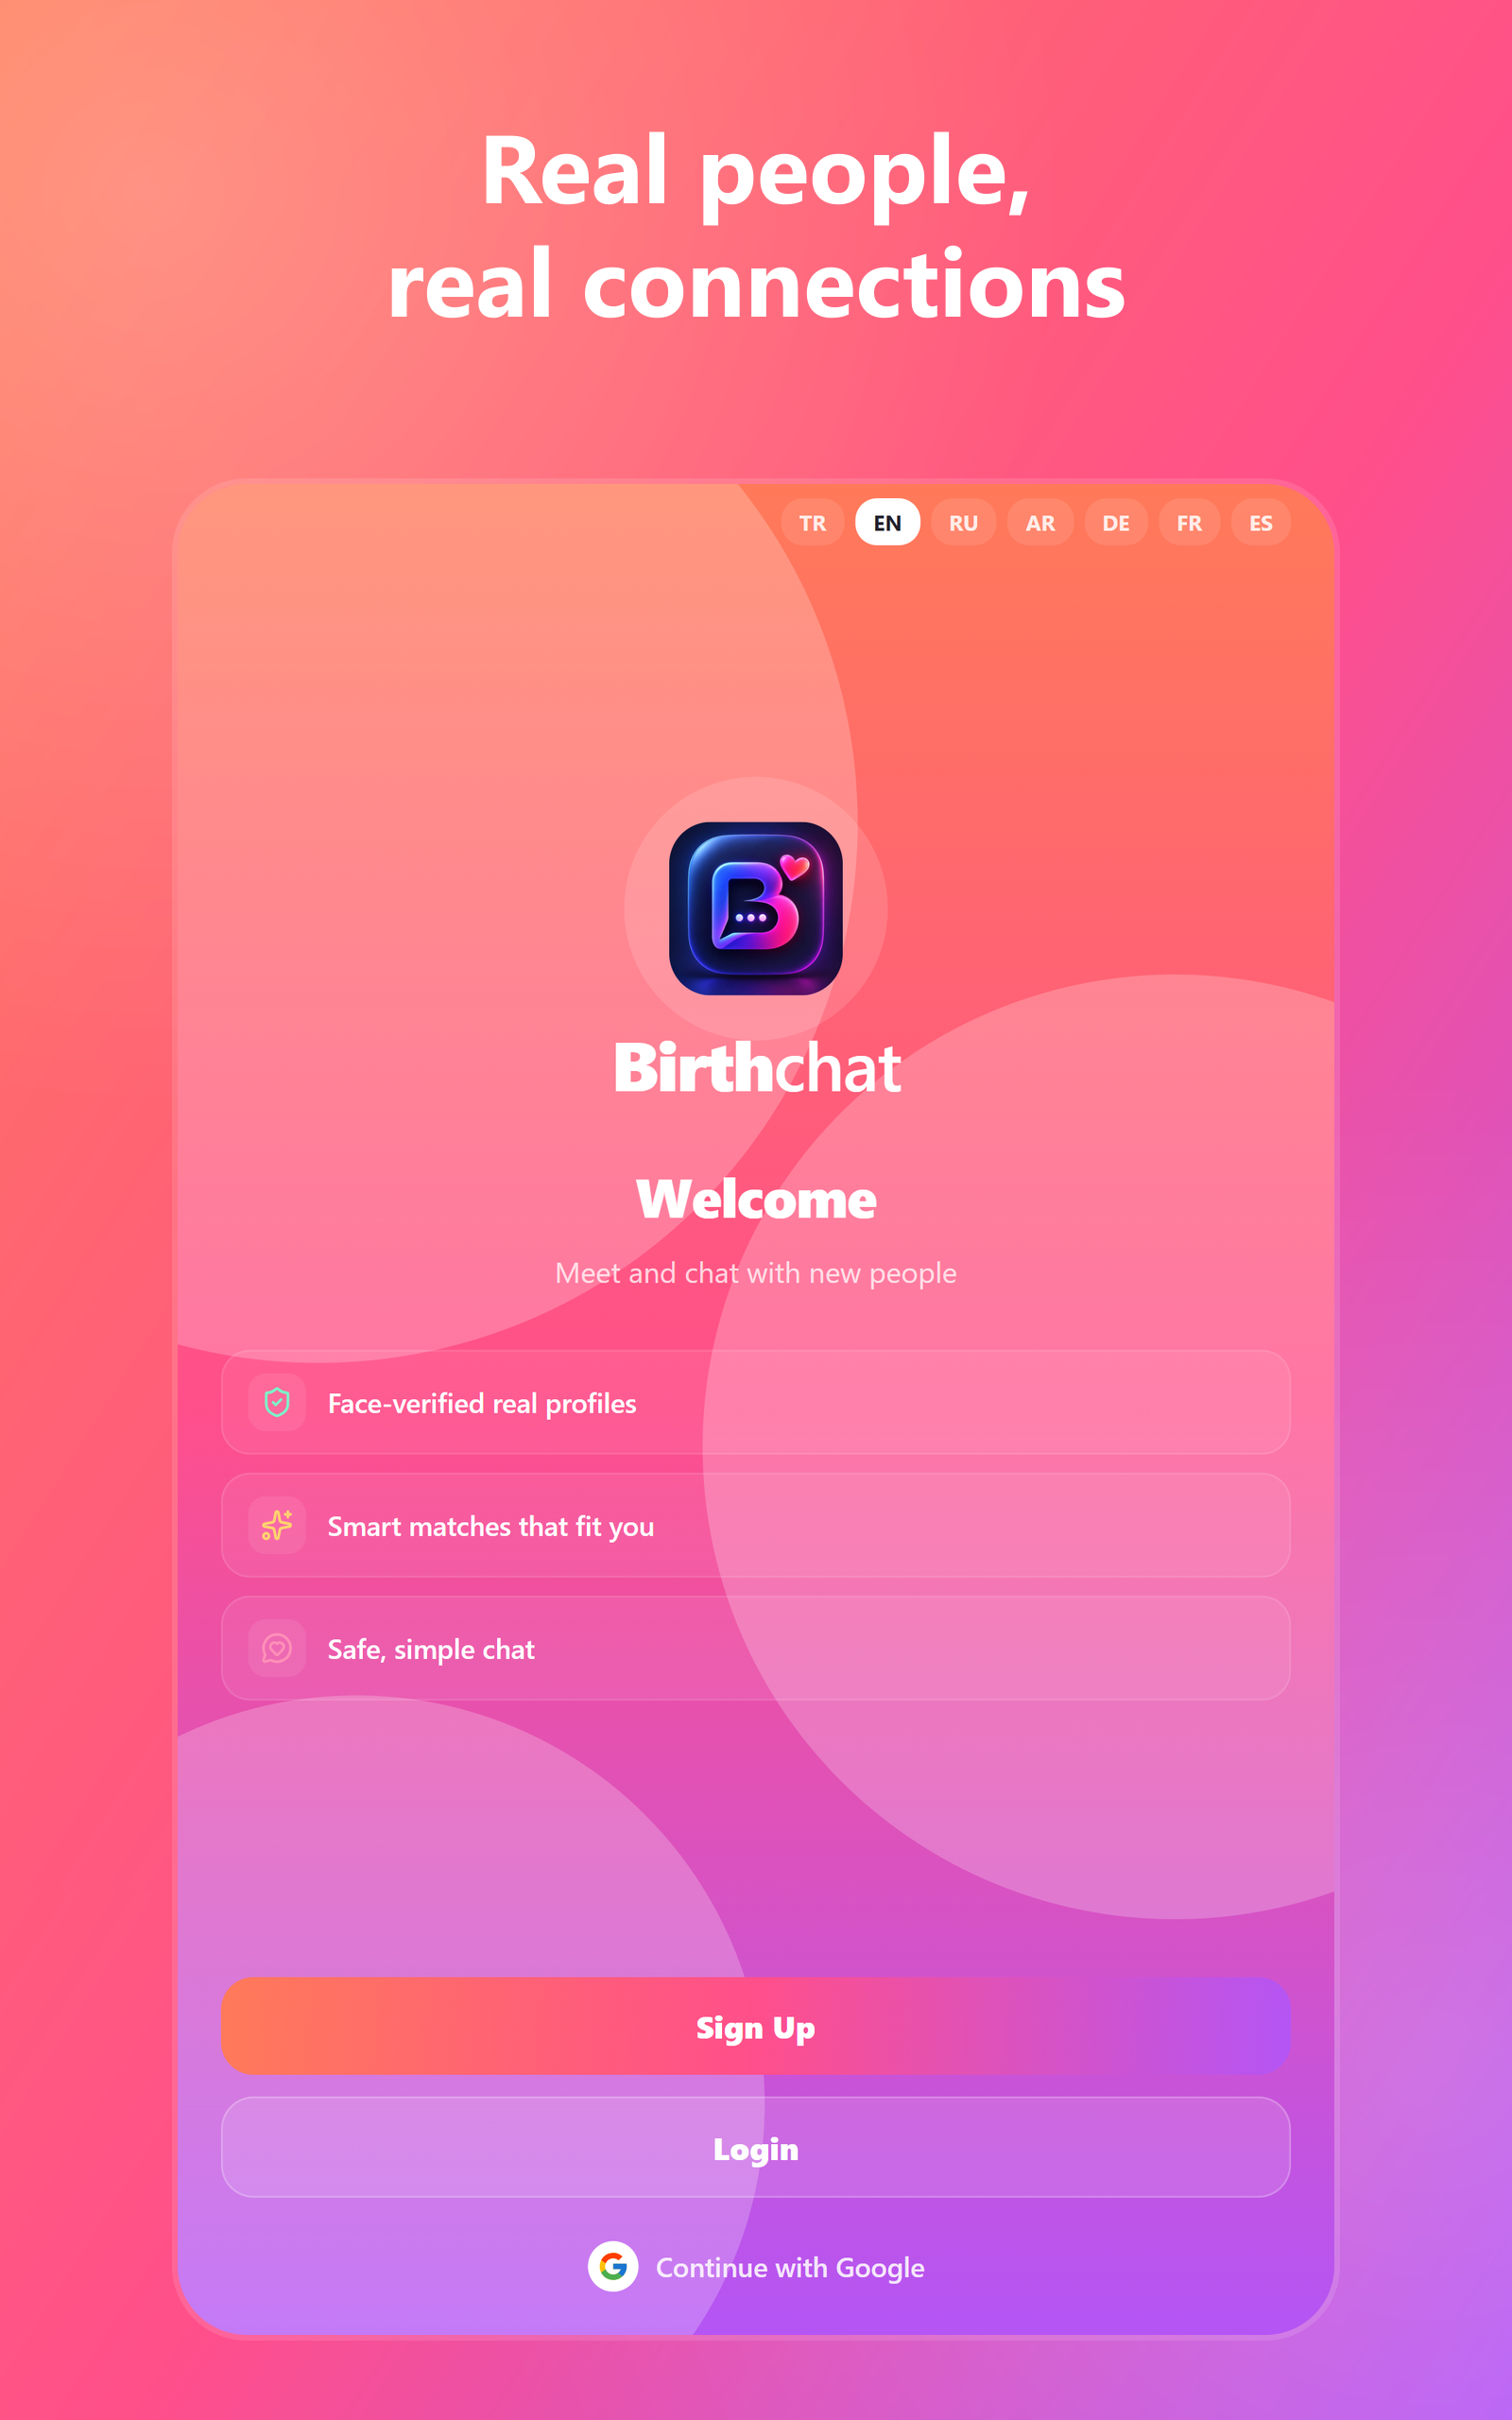 Real people,
real connections
TR EN RU AR DE FR ES
Birthchat
Welcome
Meet and chat with new people
Face-verified real profiles
Smart matches that fit you
Safe, simple chat
Sign Up
Login
Continue with Google